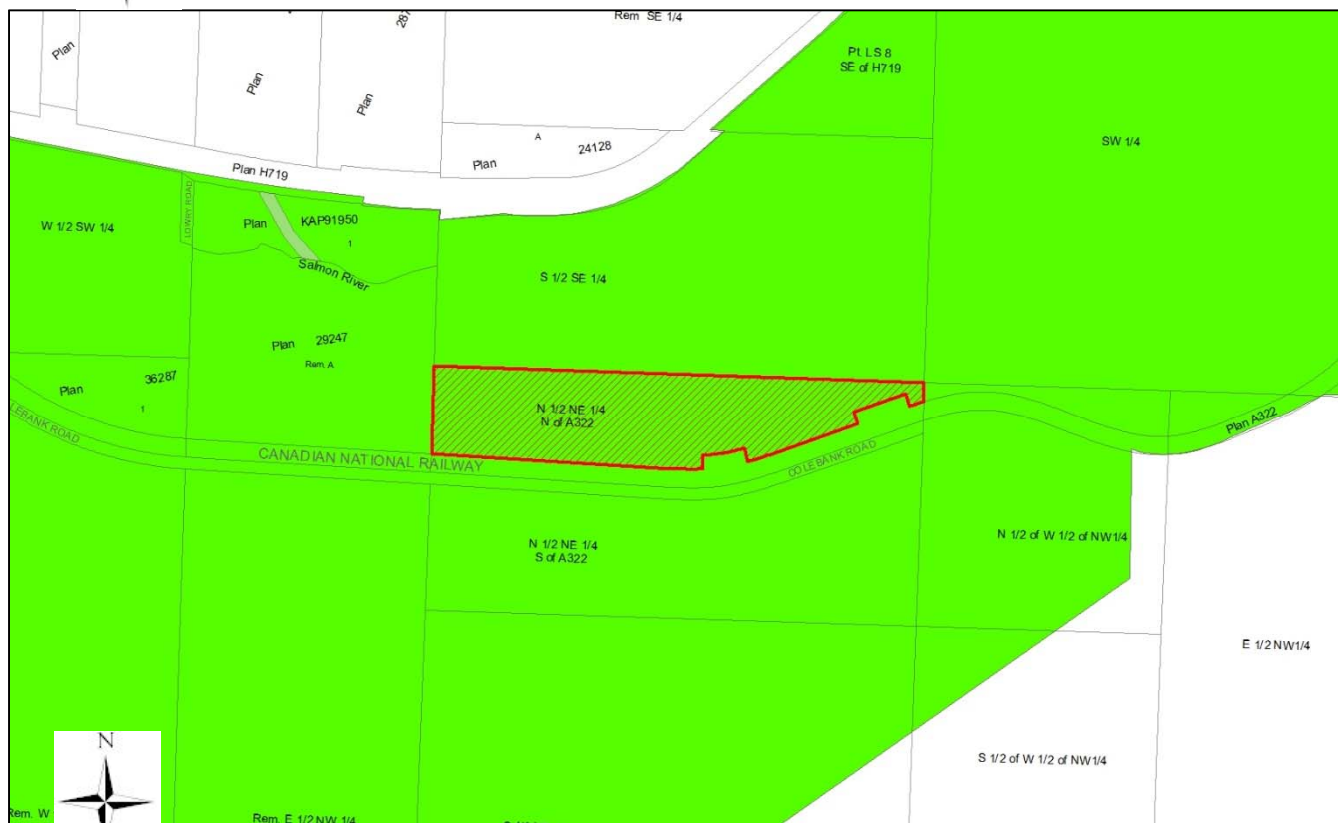 287
Rem SE 1/4
Plan
Plan
Plan
Pt. LS 8
SE of H719
A
Plan 24128
SW 1/4
Plan H719
LOWRY ROAD
W 1/2 SW 1/4
Plan KAP91950
1
Salmon River
S 1/2 SE 1/4
Plan 29247
Rem. A
Plan 36287
1
N 1/2 NE 1/4
N of A322
Plan A322
LEBANK ROAD
CANADIAN NATIONAL RAILWAY
COLEBANK ROAD
N 1/2 NE 1/4
S of A322
N 1/2 of W 1/2 of NW1/4
E 1/2 NW1/4
N
S 1/2 of W 1/2 of NW1/4
Rem. W
Rem. E 1/2 NW 1/4